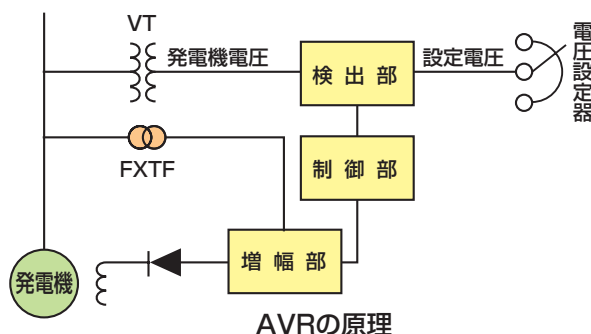 VT
発電機電圧
検出部
設定電圧
電圧設定器
FXTF
制御部
増幅部
発電機
AVRの原理